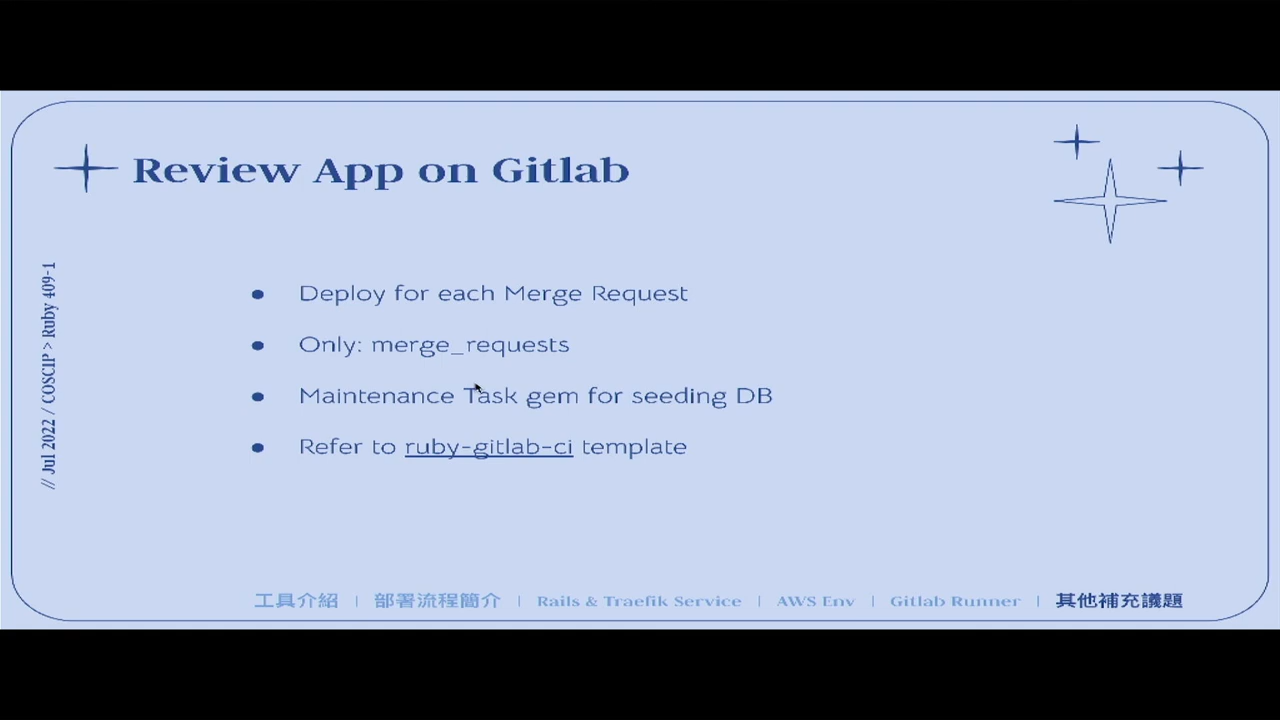 Review App on Gitlab
// Jul 2022 / COSCIP > Ruby 409-1
Deploy for each Merge Request
Only: merge_requests
Maintenance Task gem for seeding DB
Refer to ruby-gitlab-ci template
工具介紹 | 部署流程簡介 | Rails & Traefik Service | AWS Env | Gitlab Runner | 其他補充議題